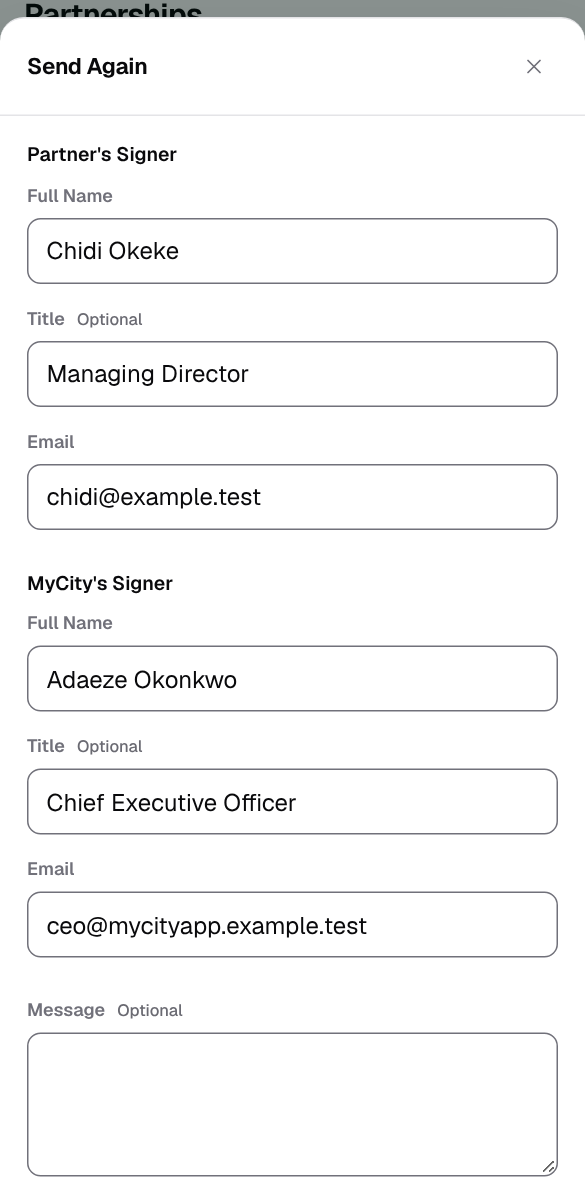 Partnerships
Send Again
Partner's Signer
Full Name
Chidi Okeke
Title Optional
Managing Director
Email
chidi@example.test
MyCity's Signer
Full Name
Adaeze Okonkwo
Title Optional
Chief Executive Officer
Email
ceo@mycityapp.example.test
Message Optional